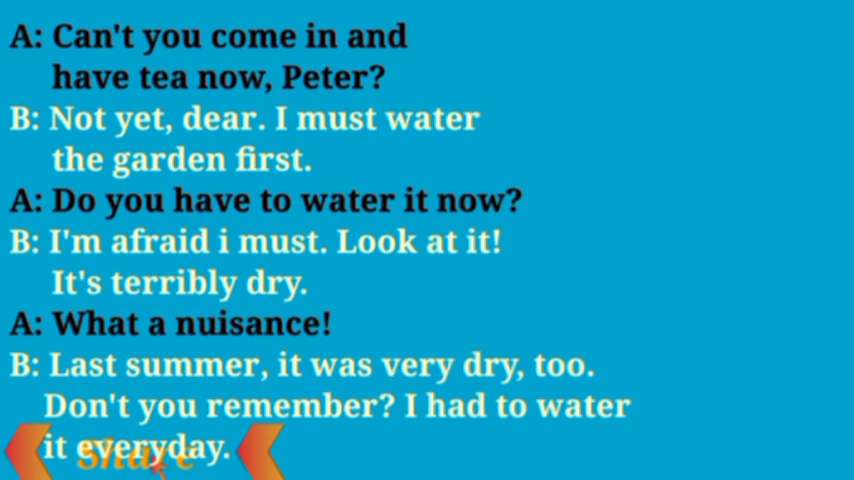 A: Can't you come in and
have tea now, Peter?
B: Not yet, dear. I must water
the garden first.
A: Do you have to water it now?
B: I'm afraid i must. Look at it!
It's terribly dry.
A: What a nuisance!
B: Last summer, it was very dry, too.
Don't you remember? I had to water
it everyday.
Share